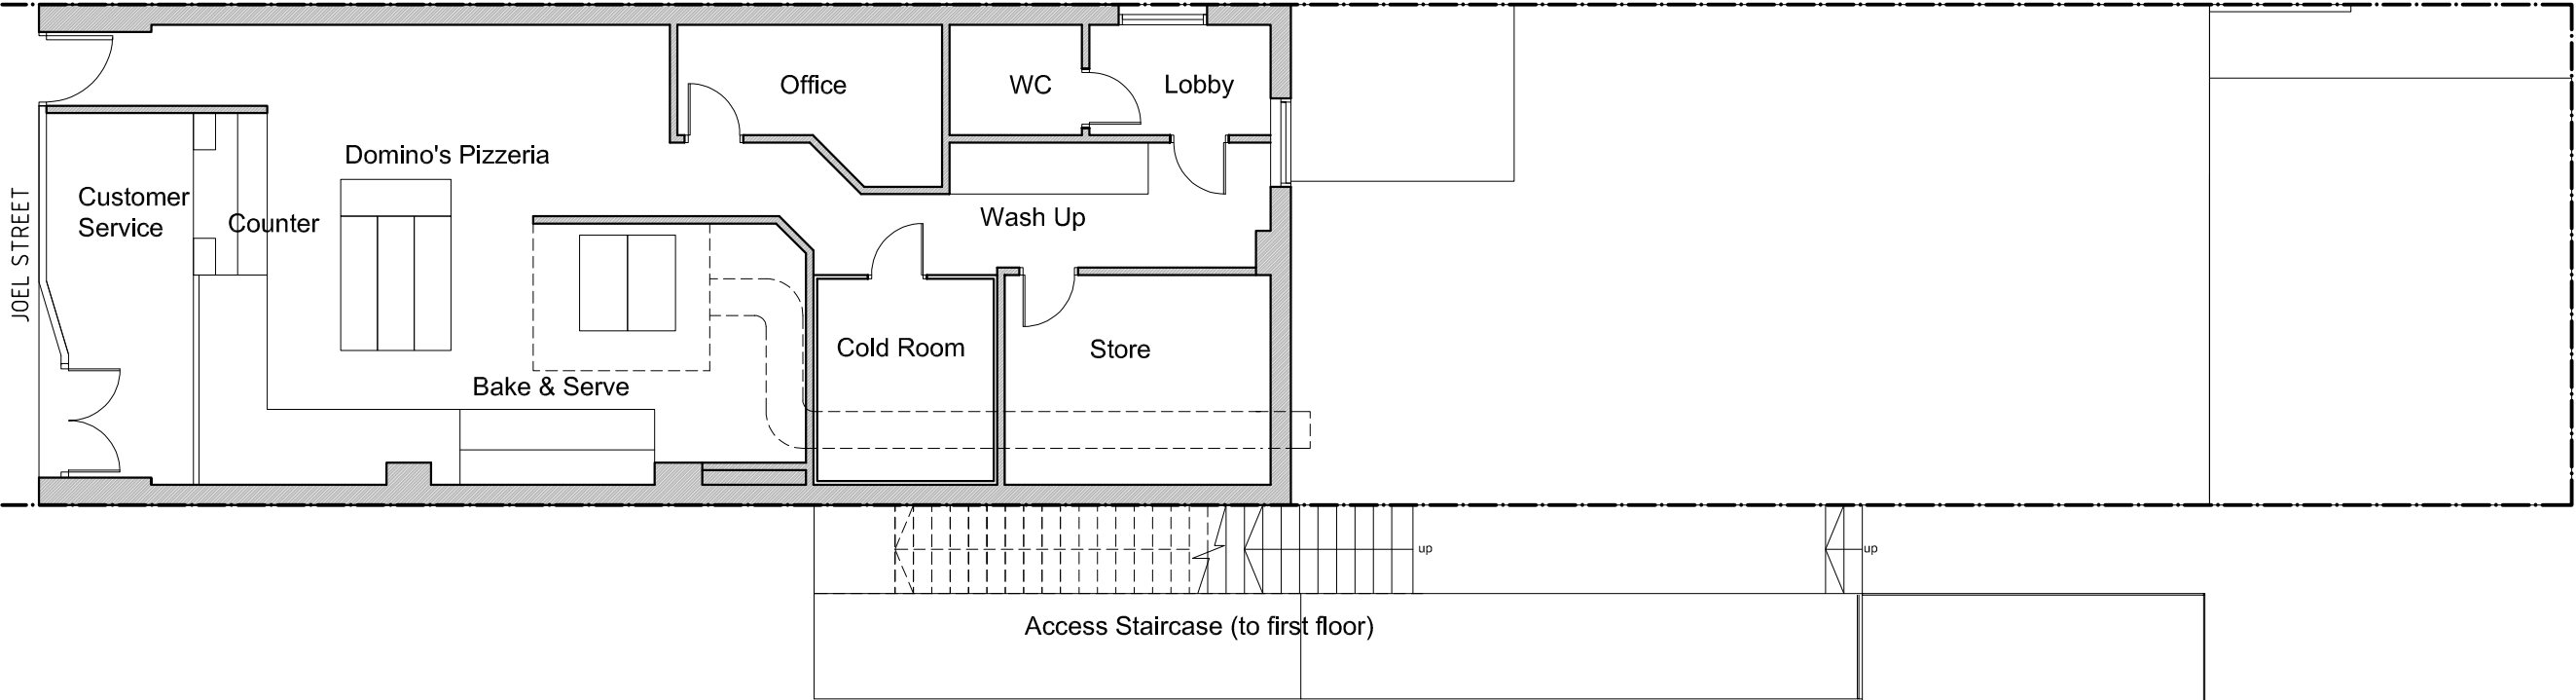 Office
WC
Lobby
Domino's Pizzeria
Customer
Service
Counter
Wash Up
JOEL STREET
Cold Room
Store
Bake & Serve
up
up
Access Staircase (to first floor)